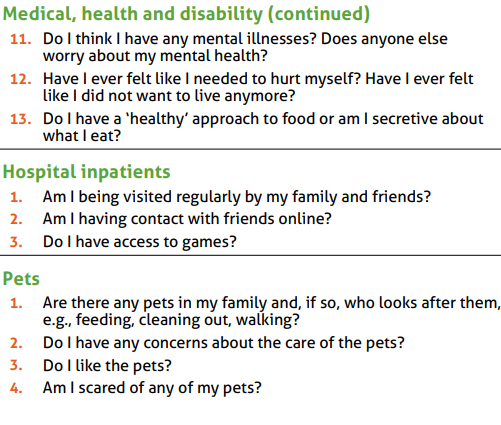 Medical, health and disability (continued)
11. Do I think I have any mental illnesses? Does anyone else
worry about my mental health?
12. Have I ever felt like I needed to hurt myself? Have I ever felt
like I did not want to live anymore?
13. Do I have a ‘healthy’ approach to food or am I secretive about
what I eat?
Hospital inpatients
1. Am I being visited regularly by my family and friends?
2. Am I having contact with friends online?
3. Do I have access to games?
Pets
1. Are there any pets in my family and, if so, who looks after them,
e.g., feeding, cleaning out, walking?
2. Do I have any concerns about the care of the pets?
3. Do I like the pets?
4. Am I scared of any of my pets?